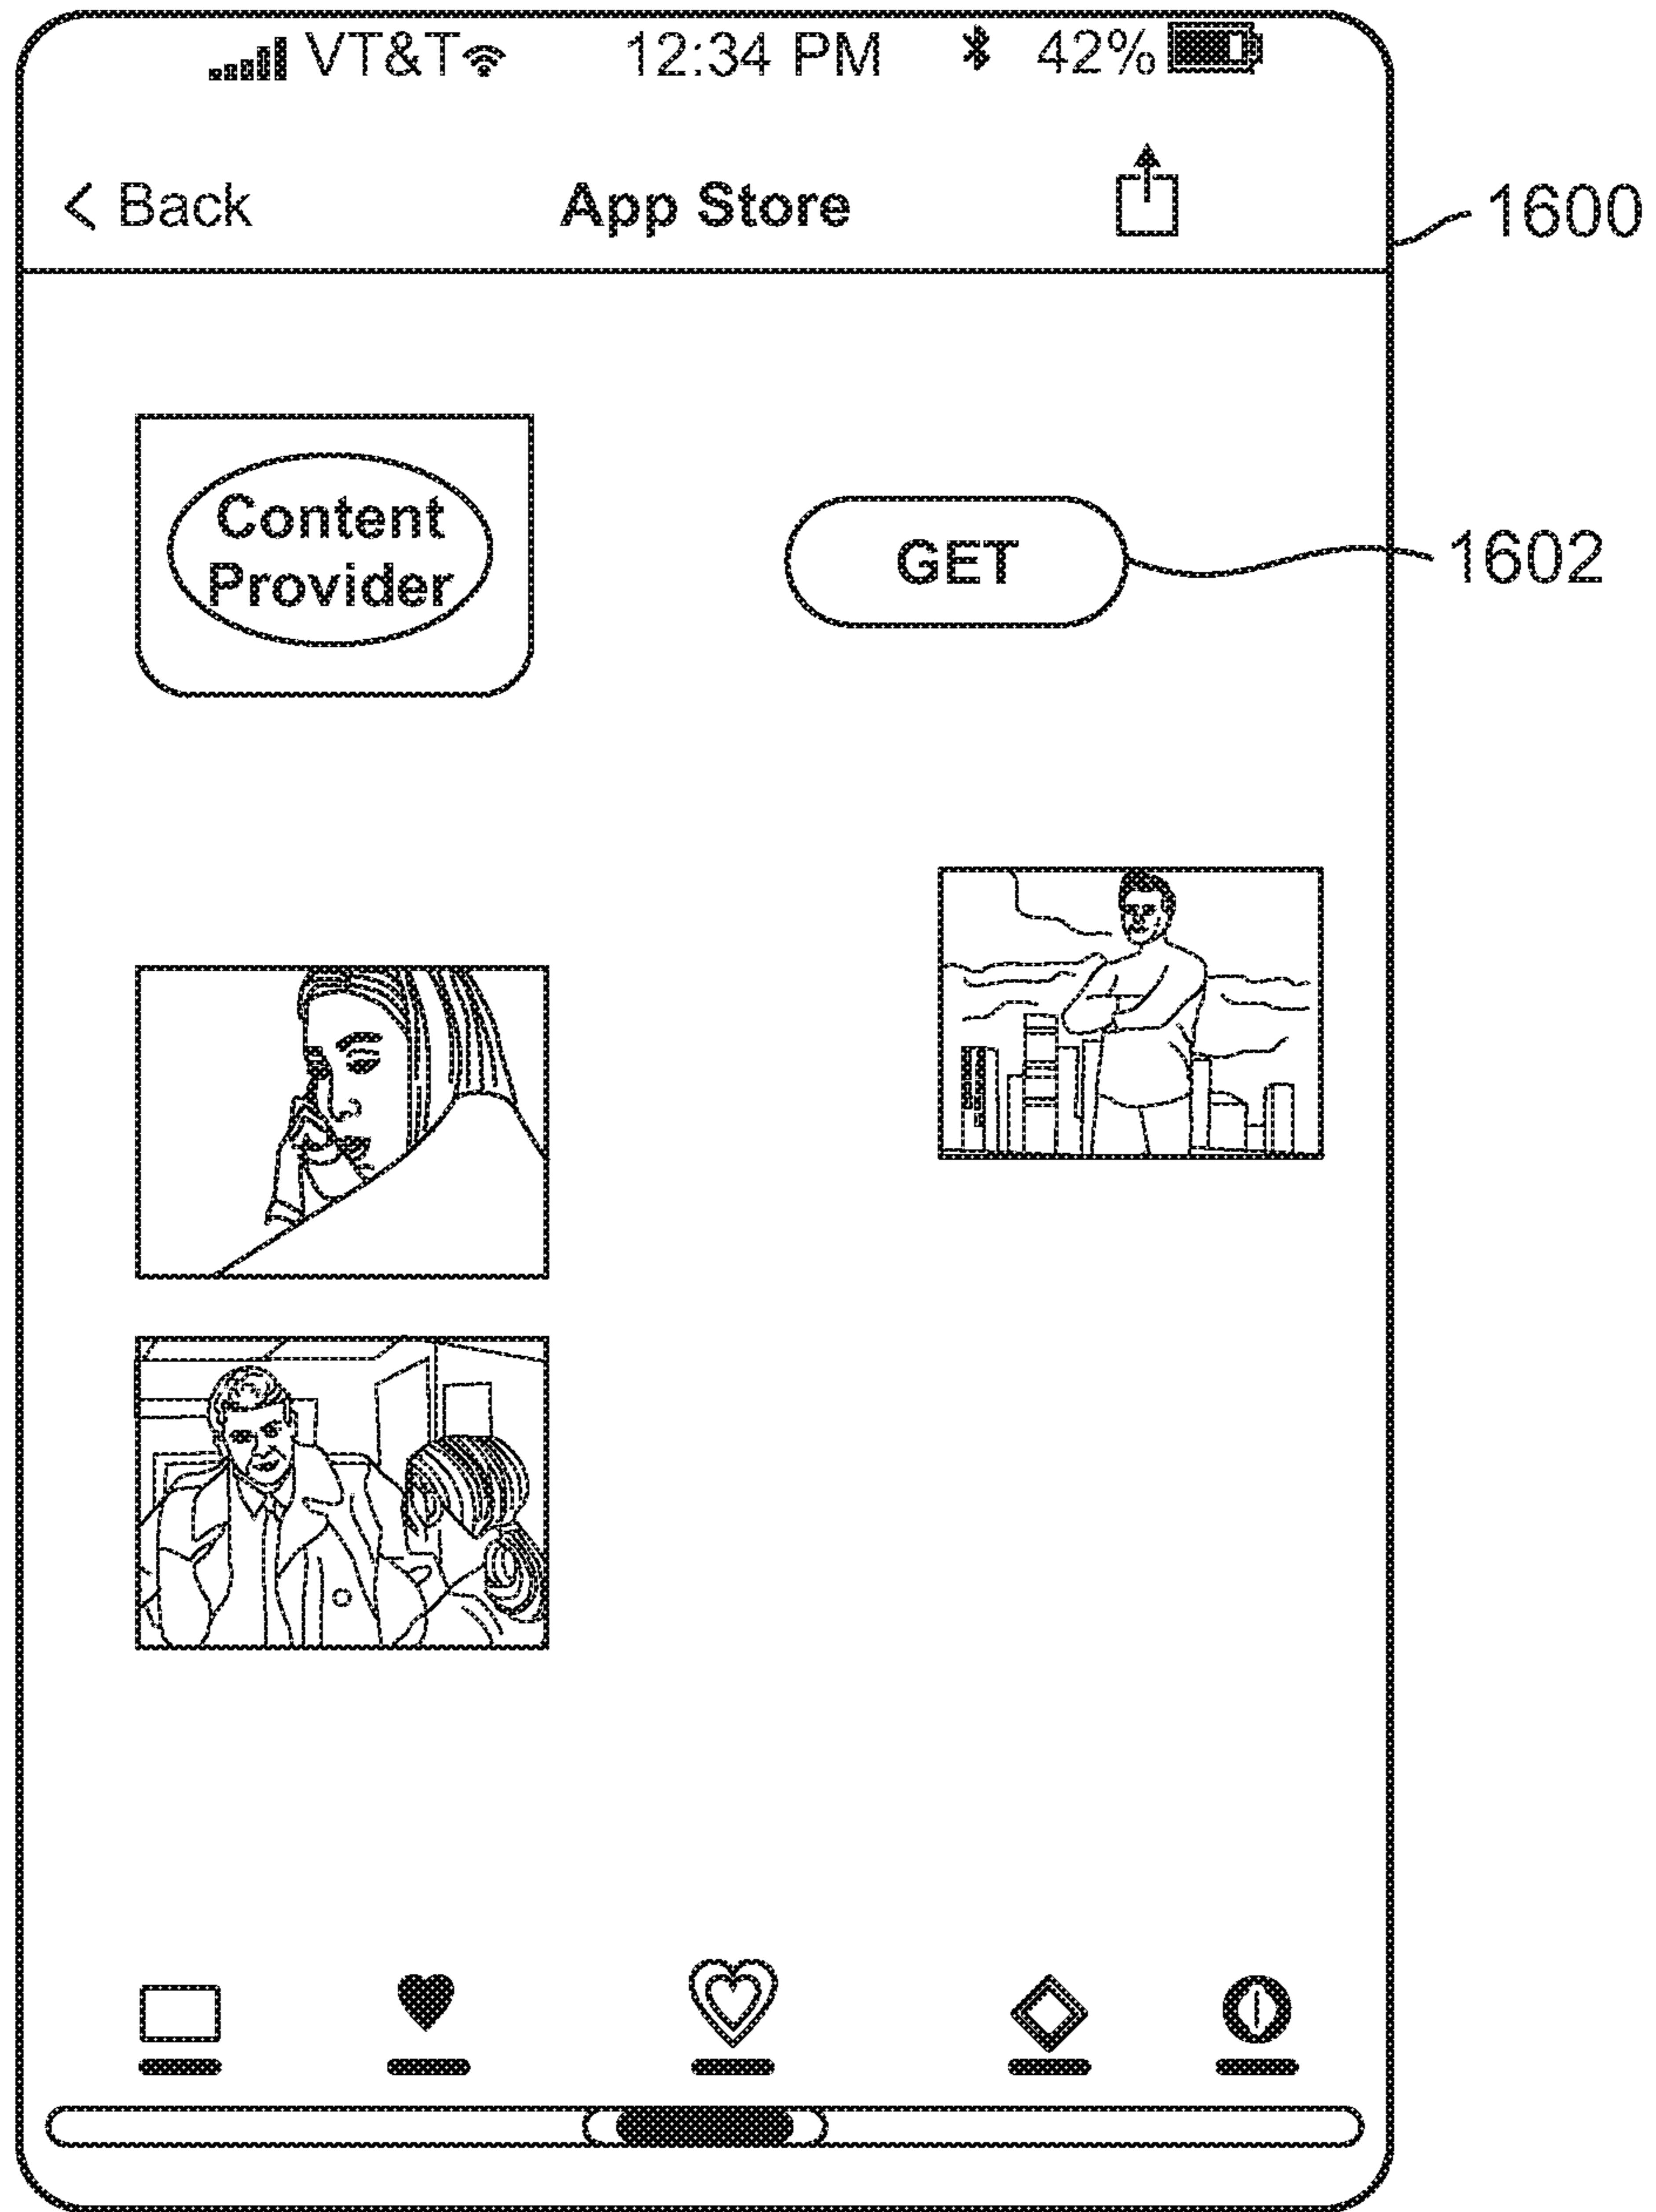 VT&T 12:34 PM 42%
< Back App Store
1600
Content
Provider
GET
1602